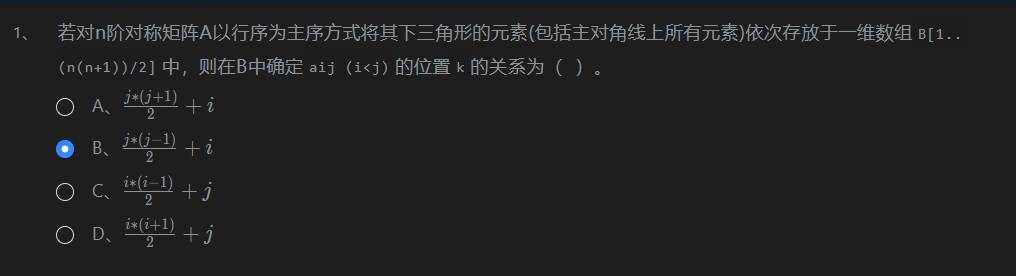 1、 若对n阶对称矩阵A以行序为主序方式将其下三角形的元素(包括主对角线上所有元素)依次存放于一维数组 B[1..
(n(n+1))/2] 中，则在B中确定 aij (i<j) 的位置 k 的关系为（ ）。
A、 \frac{j*(j+1)}{2} + i
B、 \frac{j*(j-1)}{2} + i
C、 \frac{i*(i-1)}{2} + j
D、 \frac{i*(i+1)}{2} + j